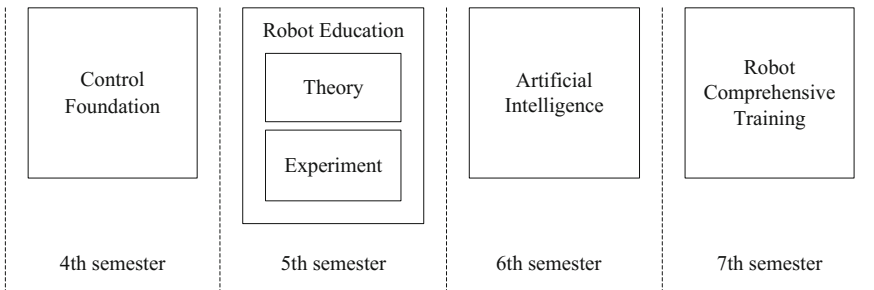 Control
Foundation
4th semester
Robot Education
Theory
Experiment
5th semester
Artificial
Intelligence
6th semester
Robot
Comprehensive
Training
7th semester